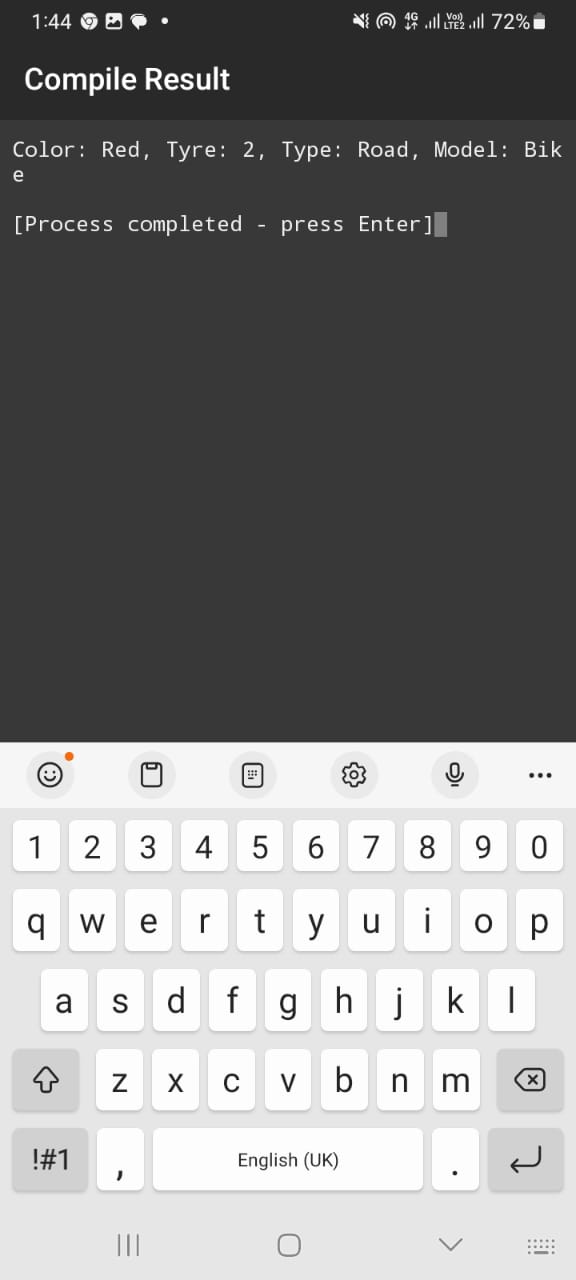 1:44 4G Vo)) LTE2 72%
Compile Result
Color: Red, Tyre: 2, Type: Road, Model: Bik
e
[Process completed - press Enter]
1 2 3 4 5 6 7 8 9 0
q w e r t y u i o p
a s d f g h j k l
z x c v b n m
!#1 , English (UK) .